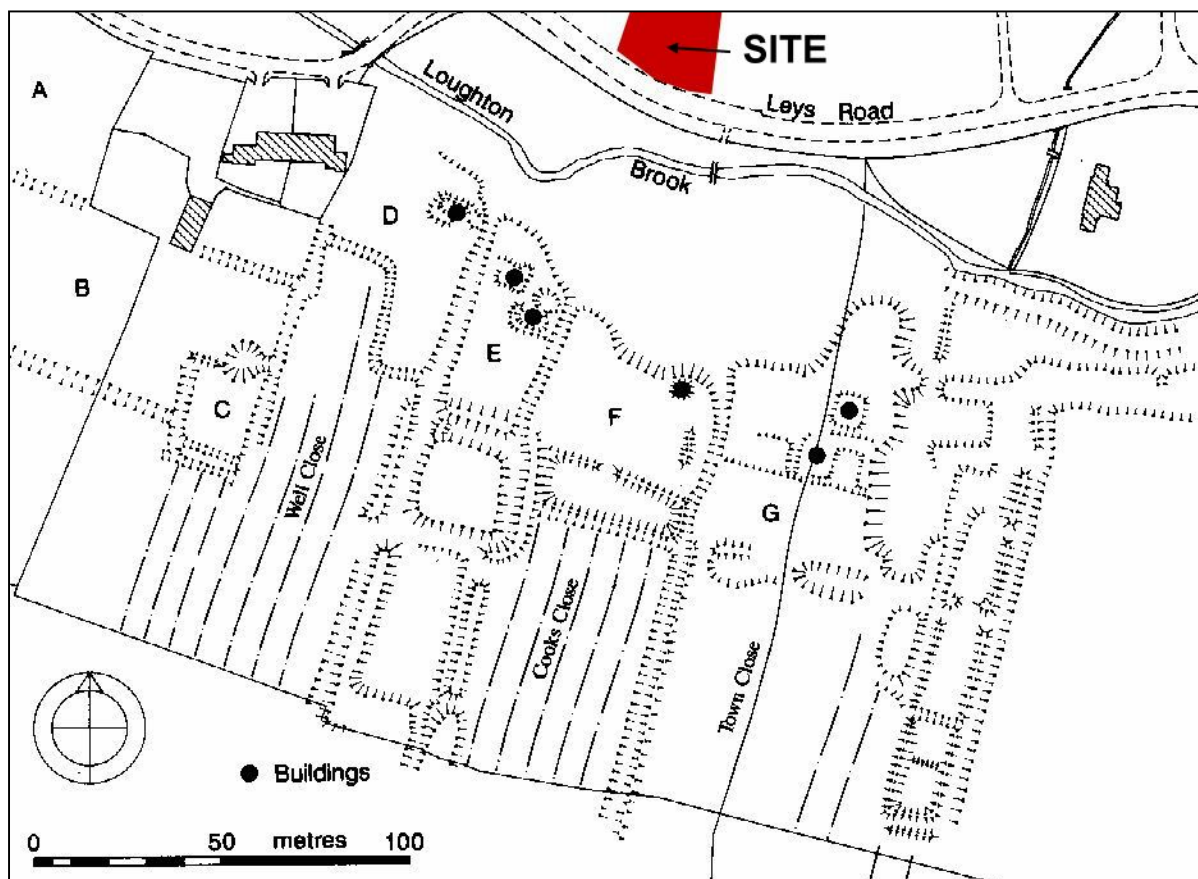 SITE
A
Loughton
Leys Road
Brook
D
B
E
C
F
G
Well Close
Cooks Close
Town Close
Buildings
0 50 metres 100